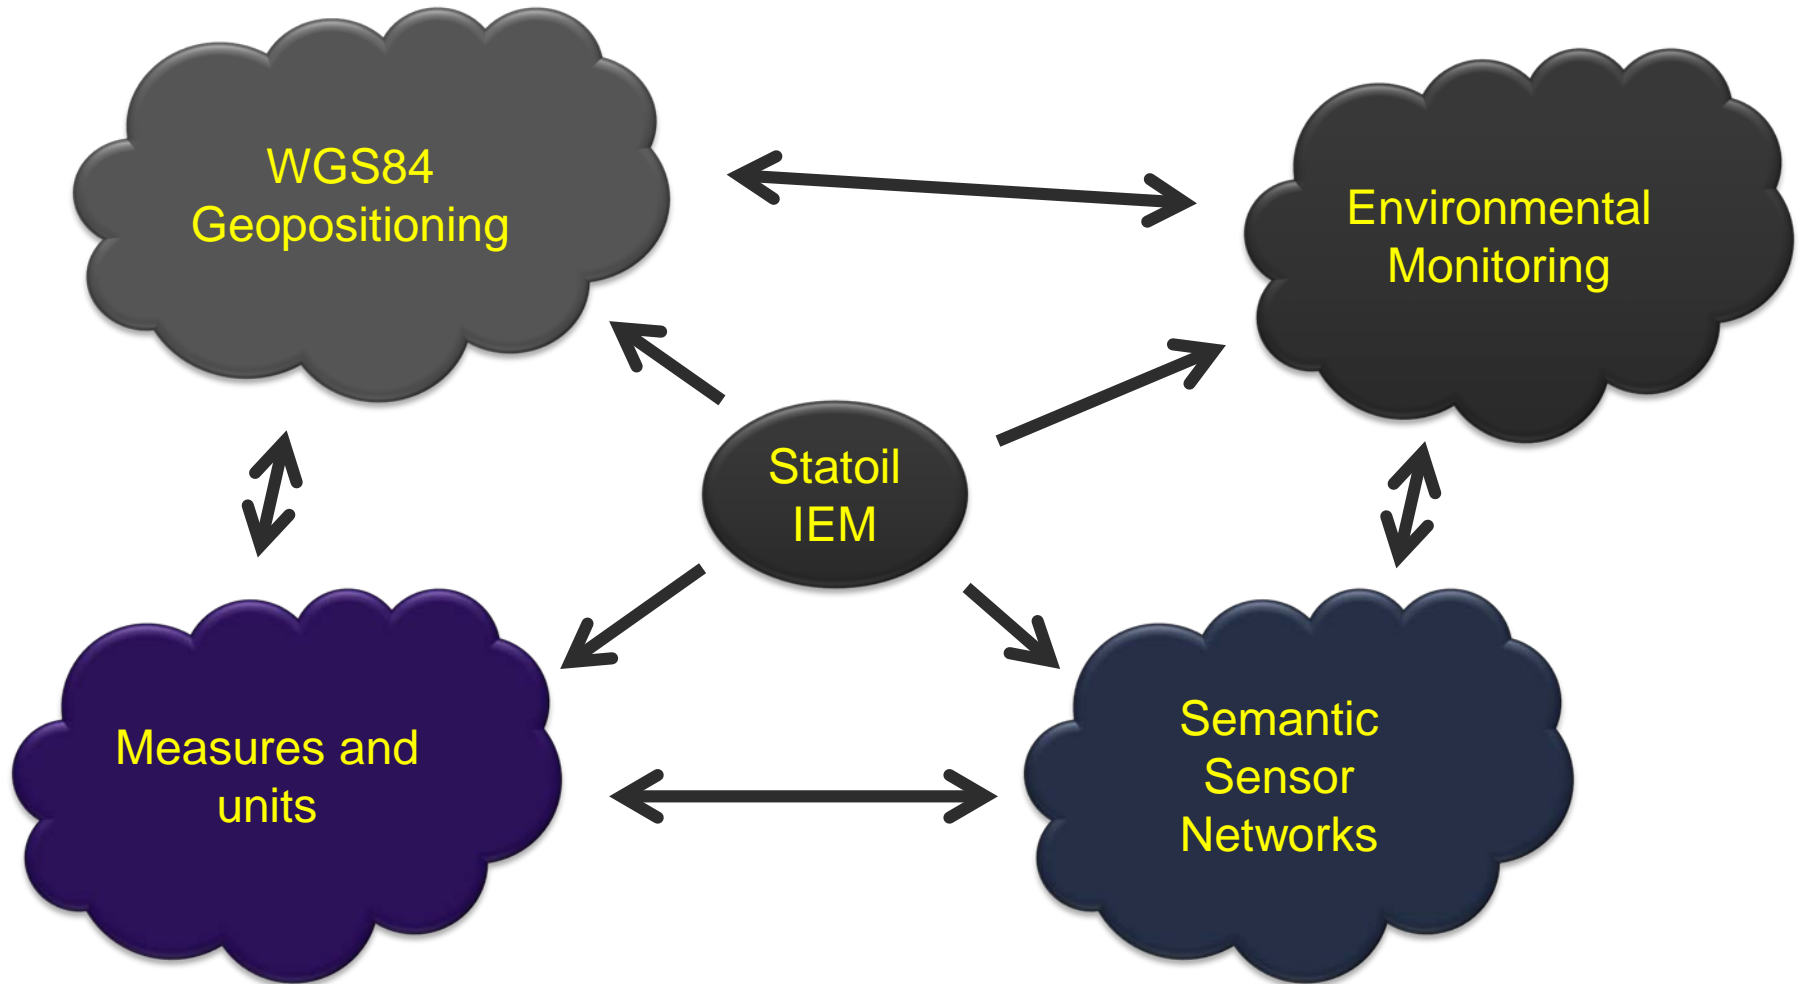 WGS84
Geopositioning
Environmental
Monitoring
Statoil
IEM
Measures and
units
Semantic
Sensor
Networks